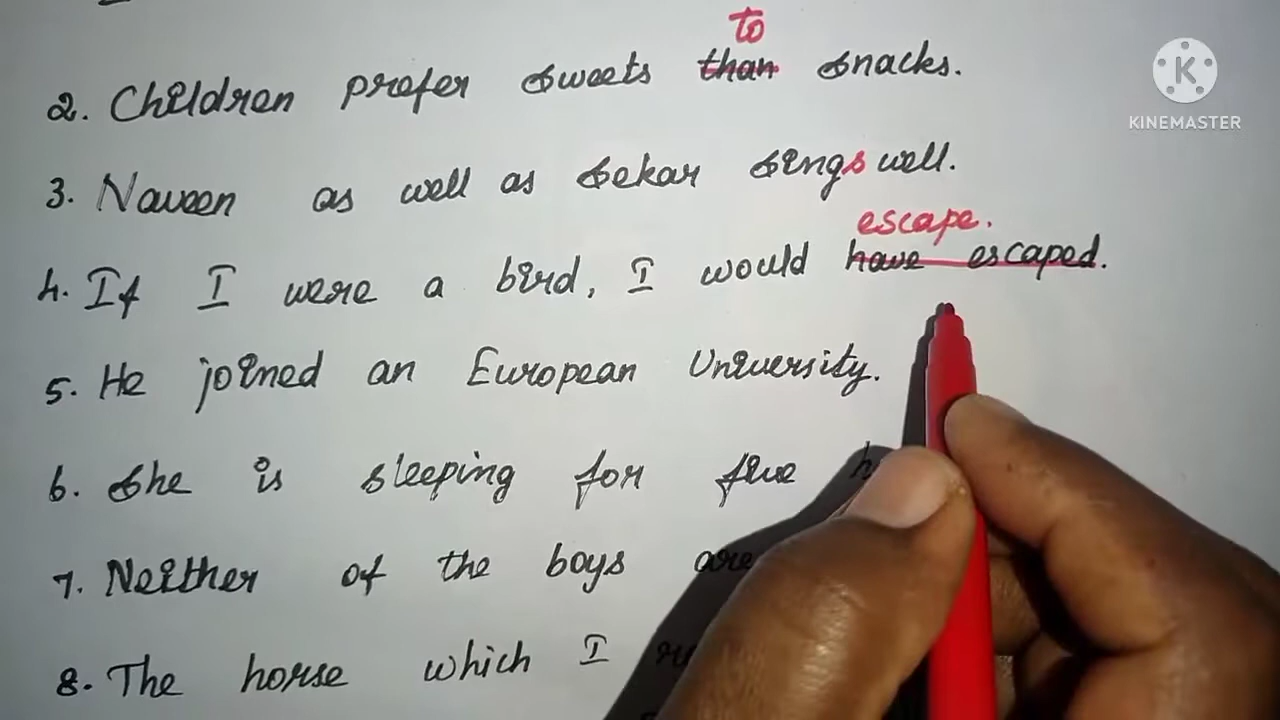 to
2. Children prefer sweets than snacks.
3. Naveen as well as Sekar sings well.
escape.
4. If I were a bird, I would have escaped.
5. He joined an European University.
6. She is sleeping for five
7. Neither of the boys are
8. The horse which I
K
KINEMASTER